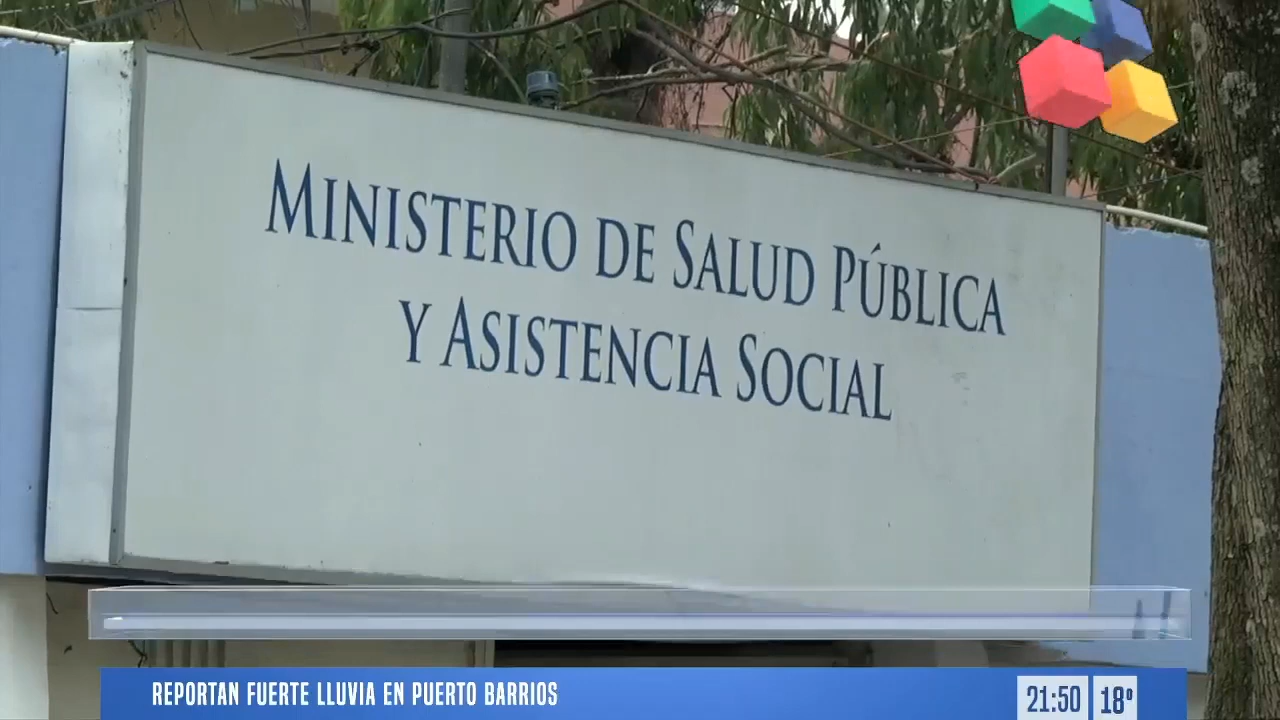 MINISTERIO DE SALUD PÚBLICA
Y ASISTENCIA SOCIAL
REPORTAN FUERTE LLUVIA EN PUERTO BARRIOS
21:50 18°